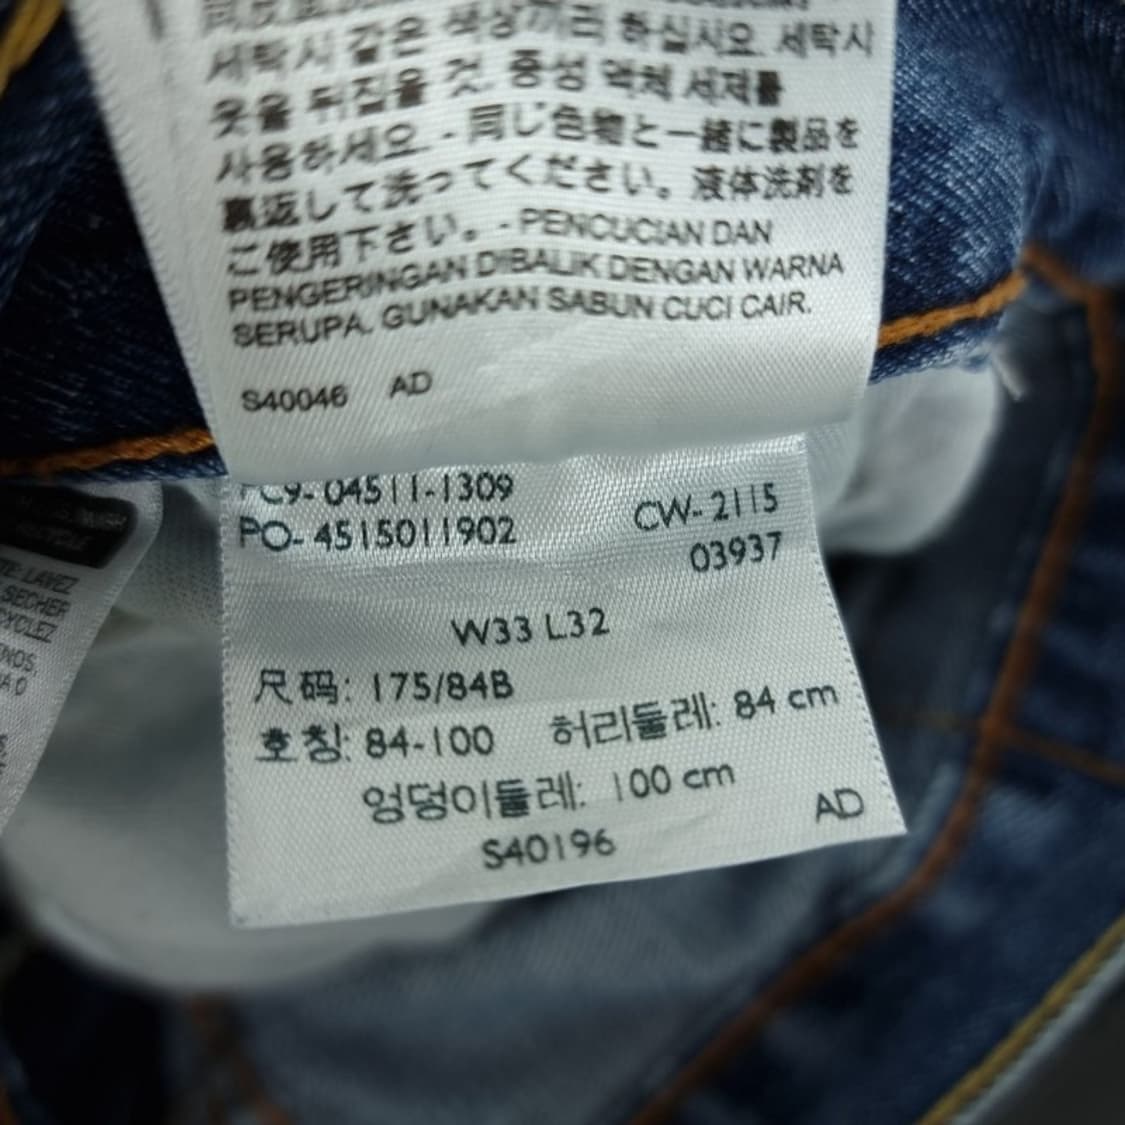 세탁시 같은 색상끼리 하십시오. 세탁시
옷을 뒤집을 것. 중성 액체 세제를
사용하세요. - 同じ色物と一緒に製品を
裏返して洗ってください。液体洗剤を
ご使用下さい。- PENCUCIAN DAN
PENGERINGAN DIBALIK DENGAN WARNA
SERUPA. GUNAKAN SABUN CUCI CAIR.
S40046 AD
PC9-04511-1309
PO-4515011902
CW-2115
03937
W33 L32
尺码: 175/84B
호칭: 84-100 허리둘레: 84 cm
엉덩이둘레: 100 cm
S40196 AD
LAVEZ
SECHER